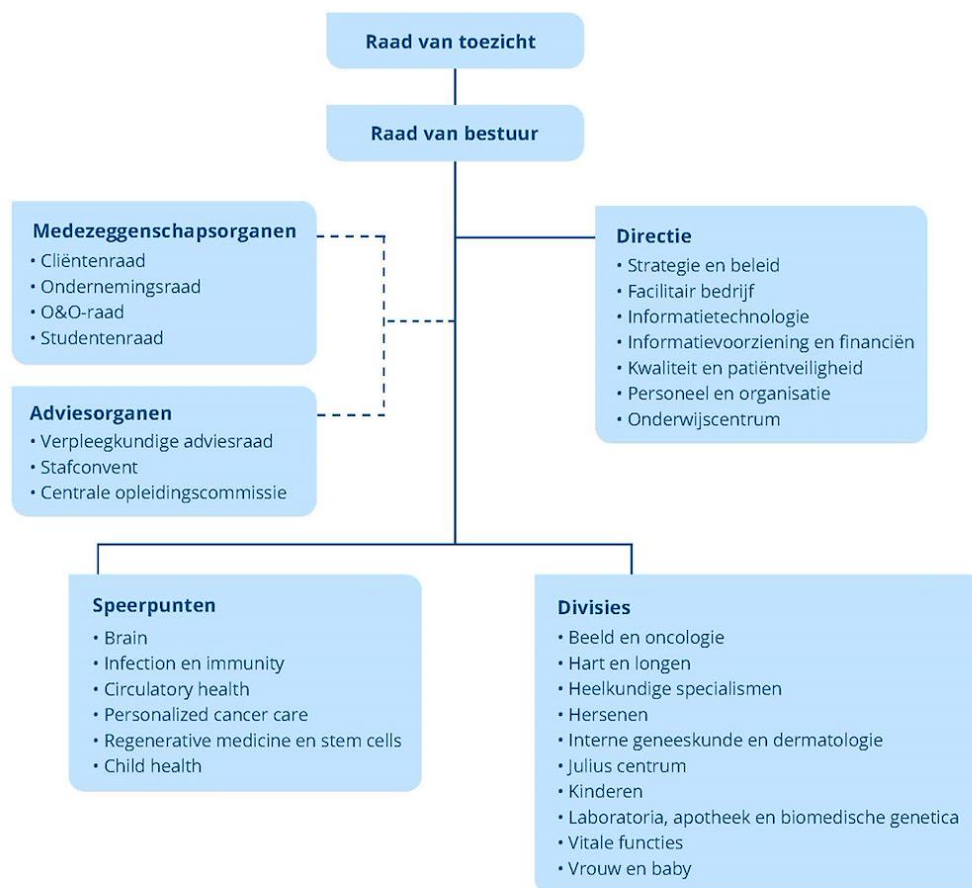 Raad van toezicht
Raad van bestuur
Medezeggenschapsorganen
• Cliëntenraad
• Ondernemingsraad
• O&O-raad
• Studentenraad
Directie
• Strategie en beleid
• Facilitair bedrijf
• Informatietechnologie
• Informatievoorziening en financiën
• Kwaliteit en patiëntveiligheid
• Personeel en organisatie
• Onderwijscentrum
Adviesorganen
• Verpleegkundige adviesraad
• Stafconvent
• Centrale opleidingscommissie
Speerpunten
• Brain
• Infection en immunity
• Circulatory health
• Personalized cancer care
• Regenerative medicine en stem cells
• Child health
Divisies
• Beeld en oncologie
• Hart en longen
• Heelkundige specialismen
• Hersenen
• Interne geneeskunde en dermatologie
• Julius centrum
• Kinderen
• Laboratoria, apotheek en biomedische genetica
• Vitale functies
• Vrouw en baby